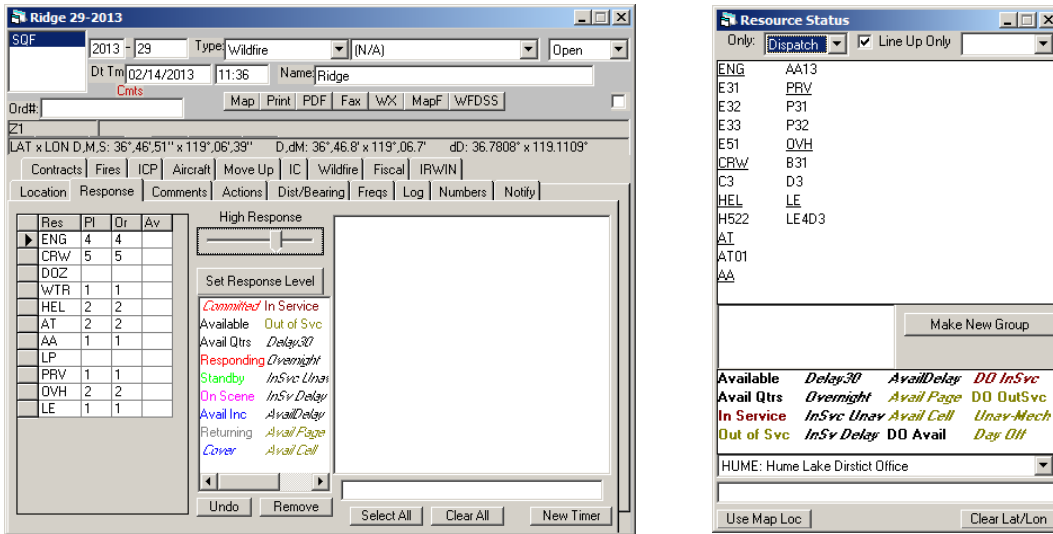 Ridge 29-2013
SQF
2013 - 29 Type: Wildfire (N/A) Open
Dt Tm 02/14/2013 11:36 Name: Ridge
Cmts
Ord#:
Map Print PDF Fax WX MapF WFDSS
Z1
LAT x LON D,M,S: 36°,46',51'' x 119°,06',39'' D,dM: 36°,46.8' x 119°,06.7' dD: 36.7808° x 119.1109°
Contracts Fires ICP Aircraft Move Up IC Wildfire Fiscal IRWIN
Location Response Comments Actions Dist/Bearing Freqs Log Numbers Notify
Res Pl Or Av
ENG 4 4
CRW 5 5
DOZ
WTR 1 1
HEL 2 2
AT 2 2
AA 1 1
LP
PRV 1 1
OVH 2 2
LE 1 1
High Response
Set Response Level
Committed In Service
Available Out of Svc
Avail Qtrs Delay30
Responding Overnight
Standby InSvc Una
On Scene InSv Delay
Avail Inc AvailDelay
Returning Avail Page
Cover Avail Cell
Undo Remove
Select All Clear All New Timer
Resource Status
Only: Dispatch Line Up Only
ENG AA13
E31 PRV
E32 P31
E33 P32
E51 OVH
CRW B31
C3 D3
HEL LE
H522 LE4D3
AT
AT01
AA
Make New Group
Available Delay30 AvailDelay DO InSvc
Avail Qtrs Overnight Avail Page DO OutSvc
In Service InSvc Unav Avail Cell Unav-Mech
Out of Svc InSv Delay DO Avail Day Off
HUME: Hume Lake Dirstict Office
Use Map Loc Clear Lat/Lon